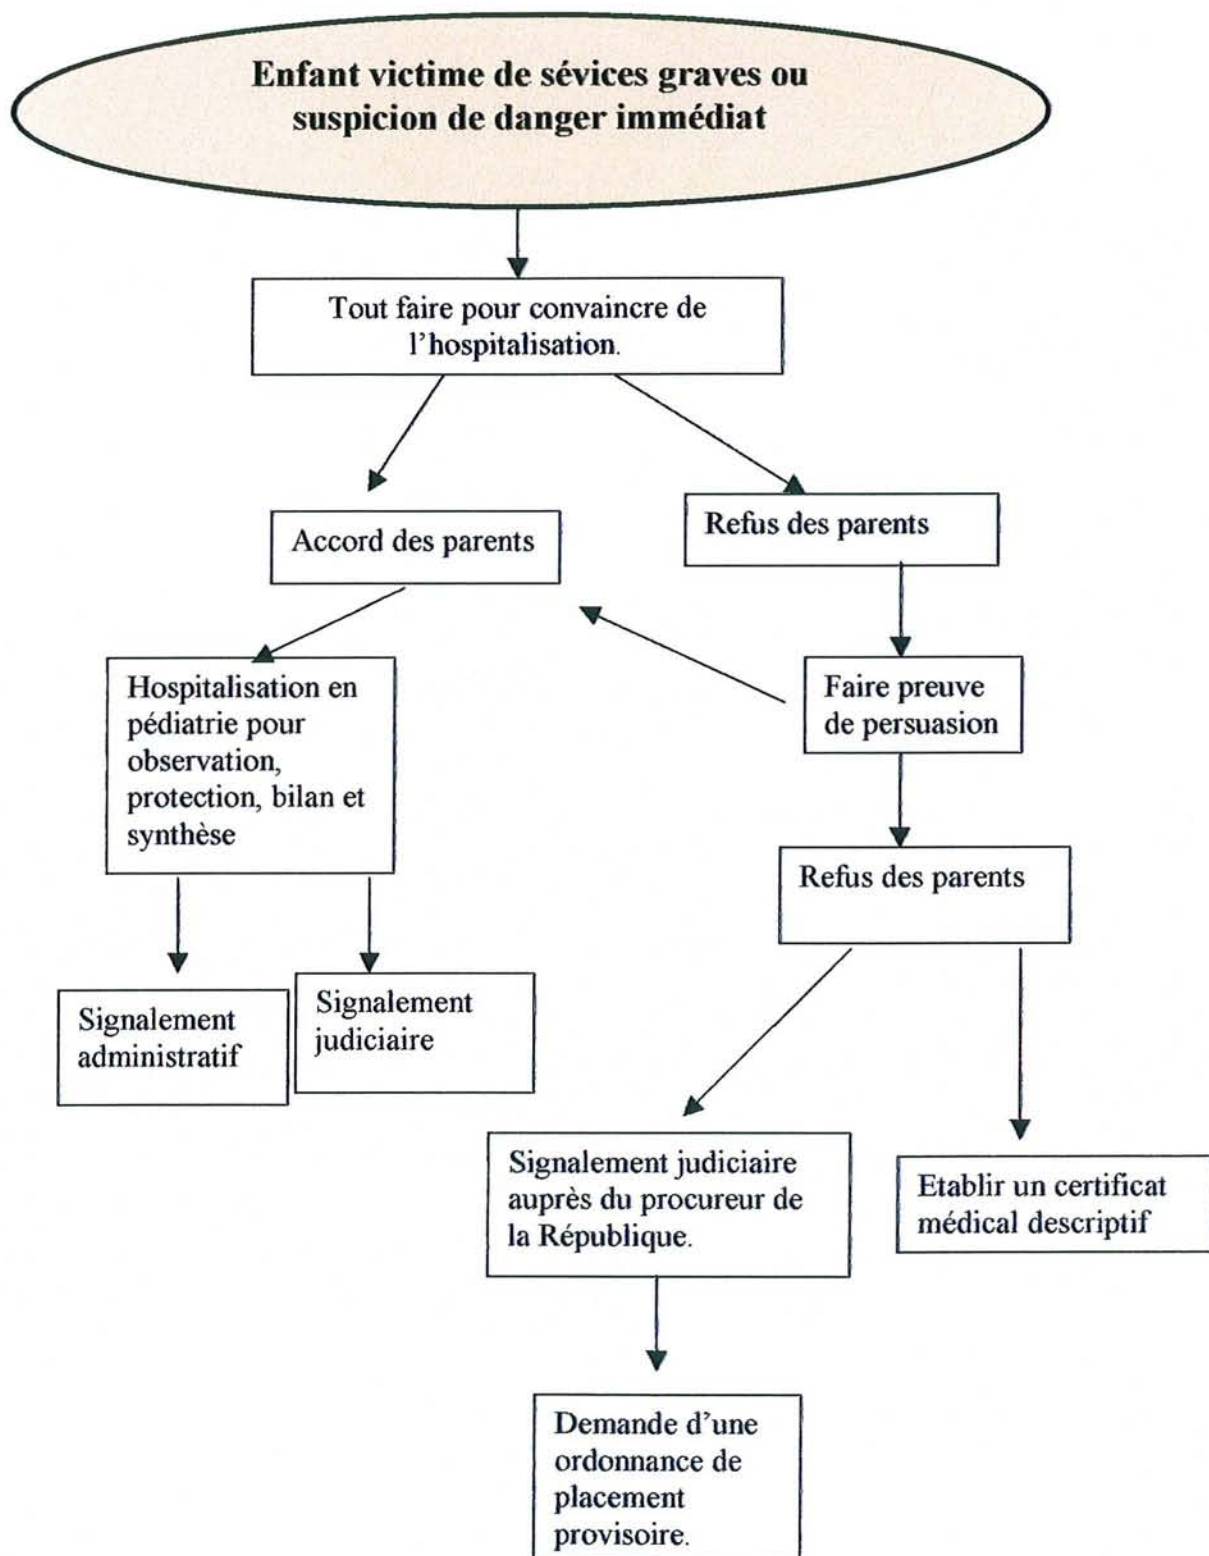 Enfant victime de sévices graves ou
suspicion de danger immédiat
Tout faire pour convaincre de
l'hospitalisation.
Accord des parents
Refus des parents
Hospitalisation en
pédiatrie pour
observation,
protection, bilan et
synthèse
Faire preuve
de persuasion
Refus des parents
Signalement
administratif
Signalement
judiciaire
Signalement judiciaire
auprès du procureur de
la République.
Etablir un certificat
médical descriptif
Demande d'une
ordonnance de
placement
provisoire.